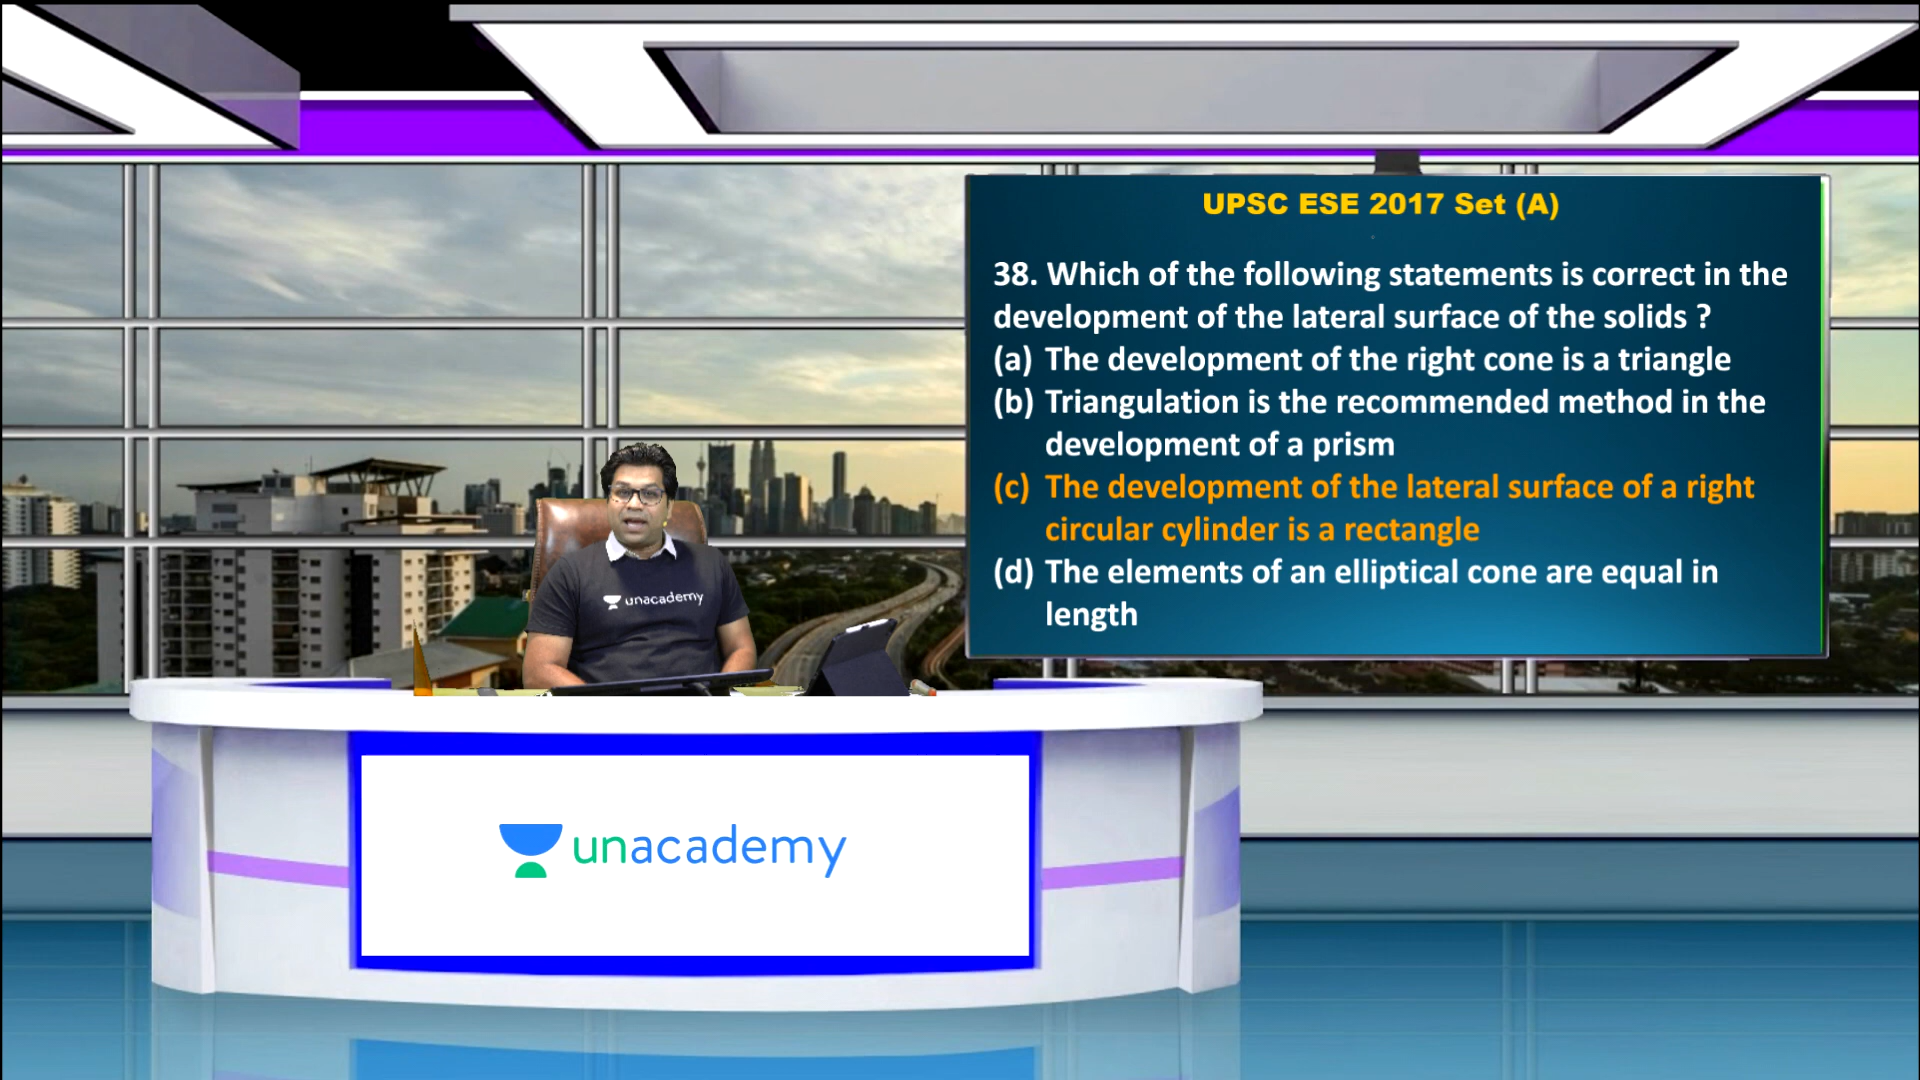 UPSC ESE 2017 Set (A)
38. Which of the following statements is correct in the
development of the lateral surface of the solids ?
(a) The development of the right cone is a triangle
(b) Triangulation is the recommended method in the
development of a prism
(c) The development of the lateral surface of a right
circular cylinder is a rectangle
(d) The elements of an elliptical cone are equal in
length
unacademy
unacademy